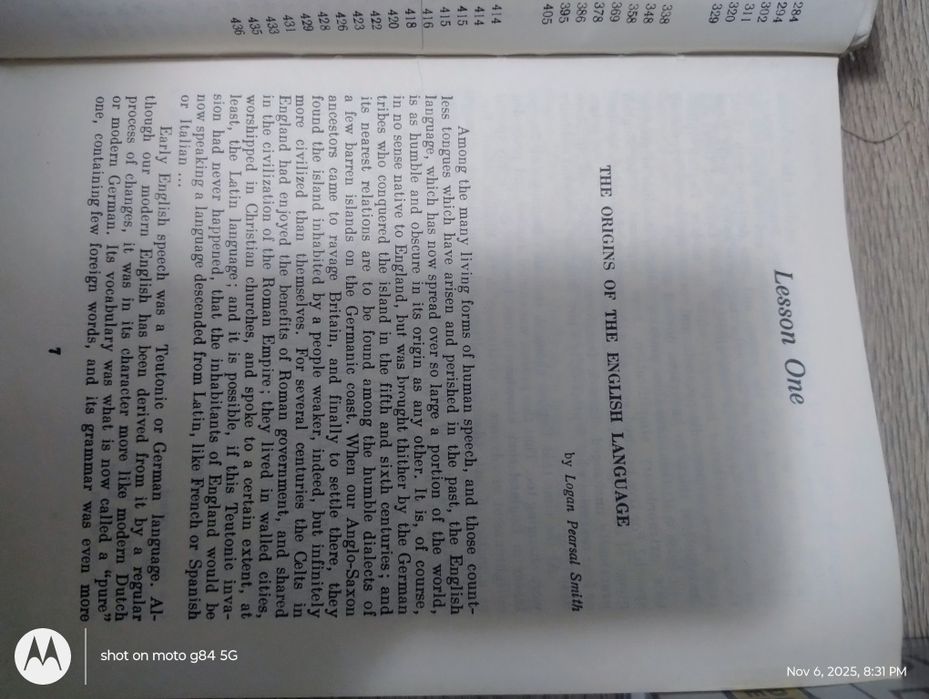 284
294
302
311
320
329
338
348
358
369
378
386
395
405
414
414
415
415
416
418
420
422
423
426
428
429
431
433
435
436
Lesson One
THE ORIGINS OF THE ENGLISH LANGUAGE
by Logan Pearsal Smith
Among the many living forms of human speech, and those count-
less tongues which have arisen and perished in the past, the English
language, which has now spread over so large a portion of the world,
is as humble and obscure in its origin as any other. It is, of course,
in no sense native to England, but was brought thither by the German
tribes who conquered the island in the fifth and sixth centuries; and
its nearest relations are to be found among the humble dialects of
a few barren islands on the Germanic coast. When our Anglo-Saxon
ancestors came to ravage Britain, and finally to settle there, they
found the island inhabited by a people weaker, indeed, but infinitely
more civilized than themselves. For several centuries the Celts in
England had enjoyed the benefits of Roman government, and shared
in the civilization of the Roman Empire; they lived in walled cities,
worshipped in Christian churches, and spoke to a certain extent, at
least, the Latin language; and it is possible, if this Teutonic inva-
sion had never happened, that the inhabitants of England would be
now speaking a language descended from Latin, like French or Spanish
or Italian ...
Early English speech was a Teutonic or German language. Al-
though our modern English has been derived from it by a regular
process of changes, it was in its character more like modern Dutch
or modern German. Its vocabulary was what is now called a "pure"
one, containing few foreign words, and its grammar was even more
7
shot on moto g84 5G
Nov 6, 2025, 8:31 PM